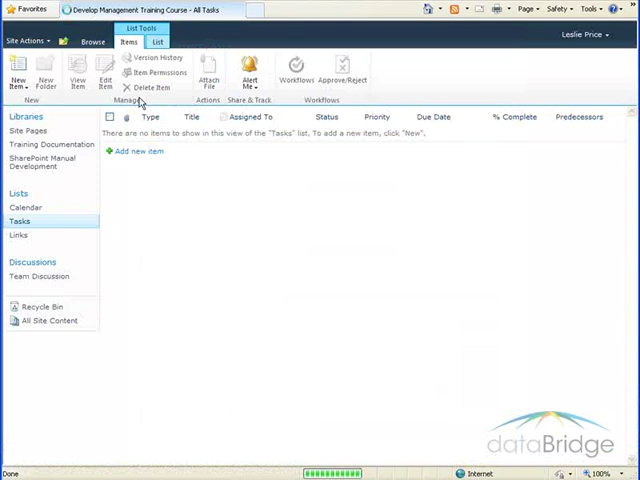 Favorites
Develop Management Training Course - All Tasks
Page
Safety
Tools
List Tools
Site Actions
Browse
Items
List
Leslie Price
New Item
New Folder
View Item
Edit Item
Version History
Item Permissions
Delete Item
Attach File
Alert Me
Workflows
Approve/Reject
New
Manage
Actions
Share & Track
Workflows
Libraries
Site Pages
Training Documentation
SharePoint Manual
Development
Lists
Calendar
Tasks
Links
Discussions
Team Discussion
Recycle Bin
All Site Content
Type
Title
Assigned To
Status
Priority
Due Date
% Complete
Predecessors
There are no items to show in this view of the "Tasks" list. To add a new item, click "New".
Add new item
dataBridge
Done
Internet
100%